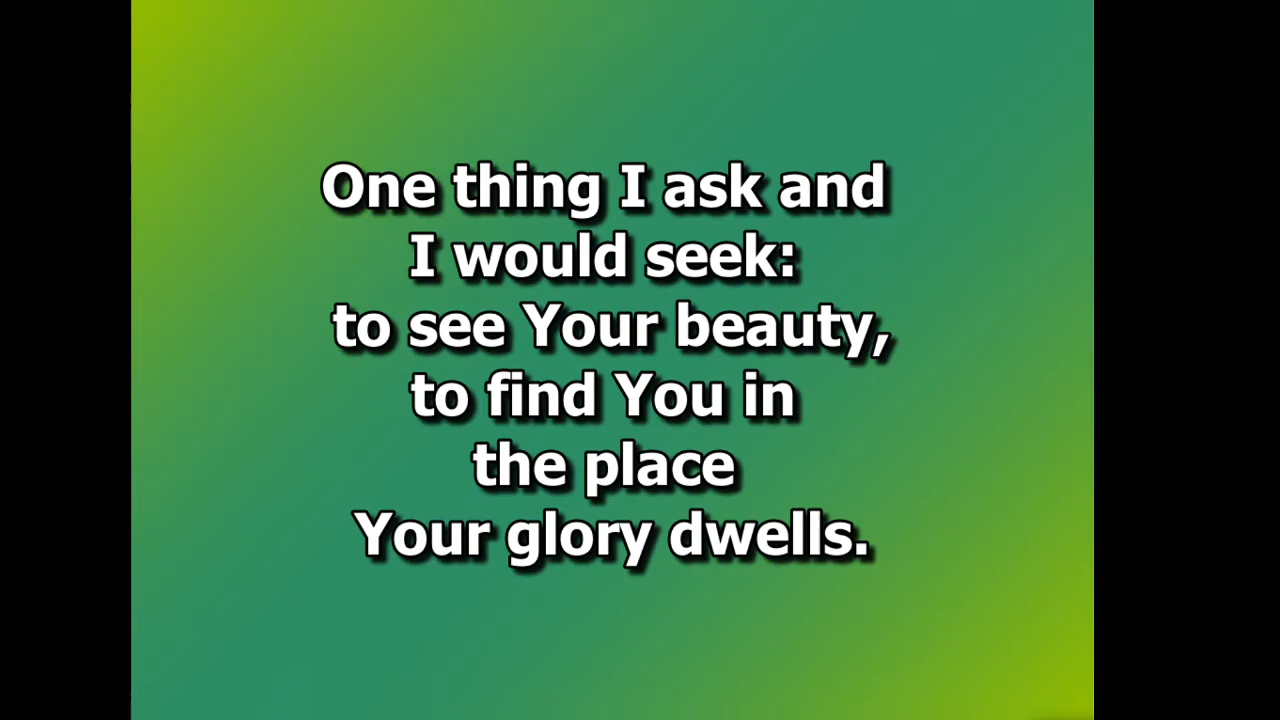 One thing I ask and
I would seek:
to see Your beauty,
to find You in
the place
Your glory dwells.